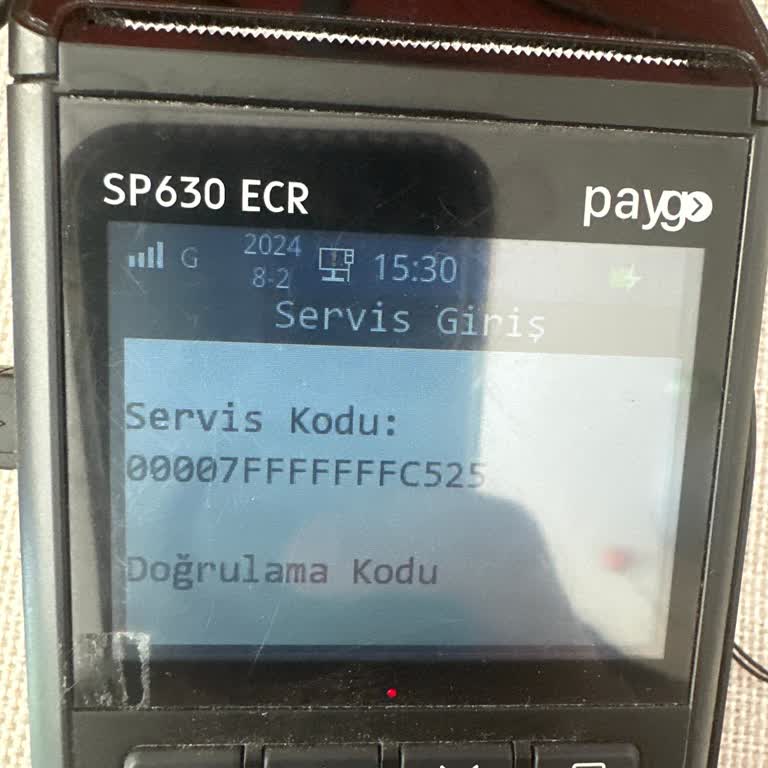 SP630 ECR
paygo
G 2024 15:30
8-2
Servis Giriş
Servis Kodu:
00007FFFFFFFC525
Doğrulama Kodu